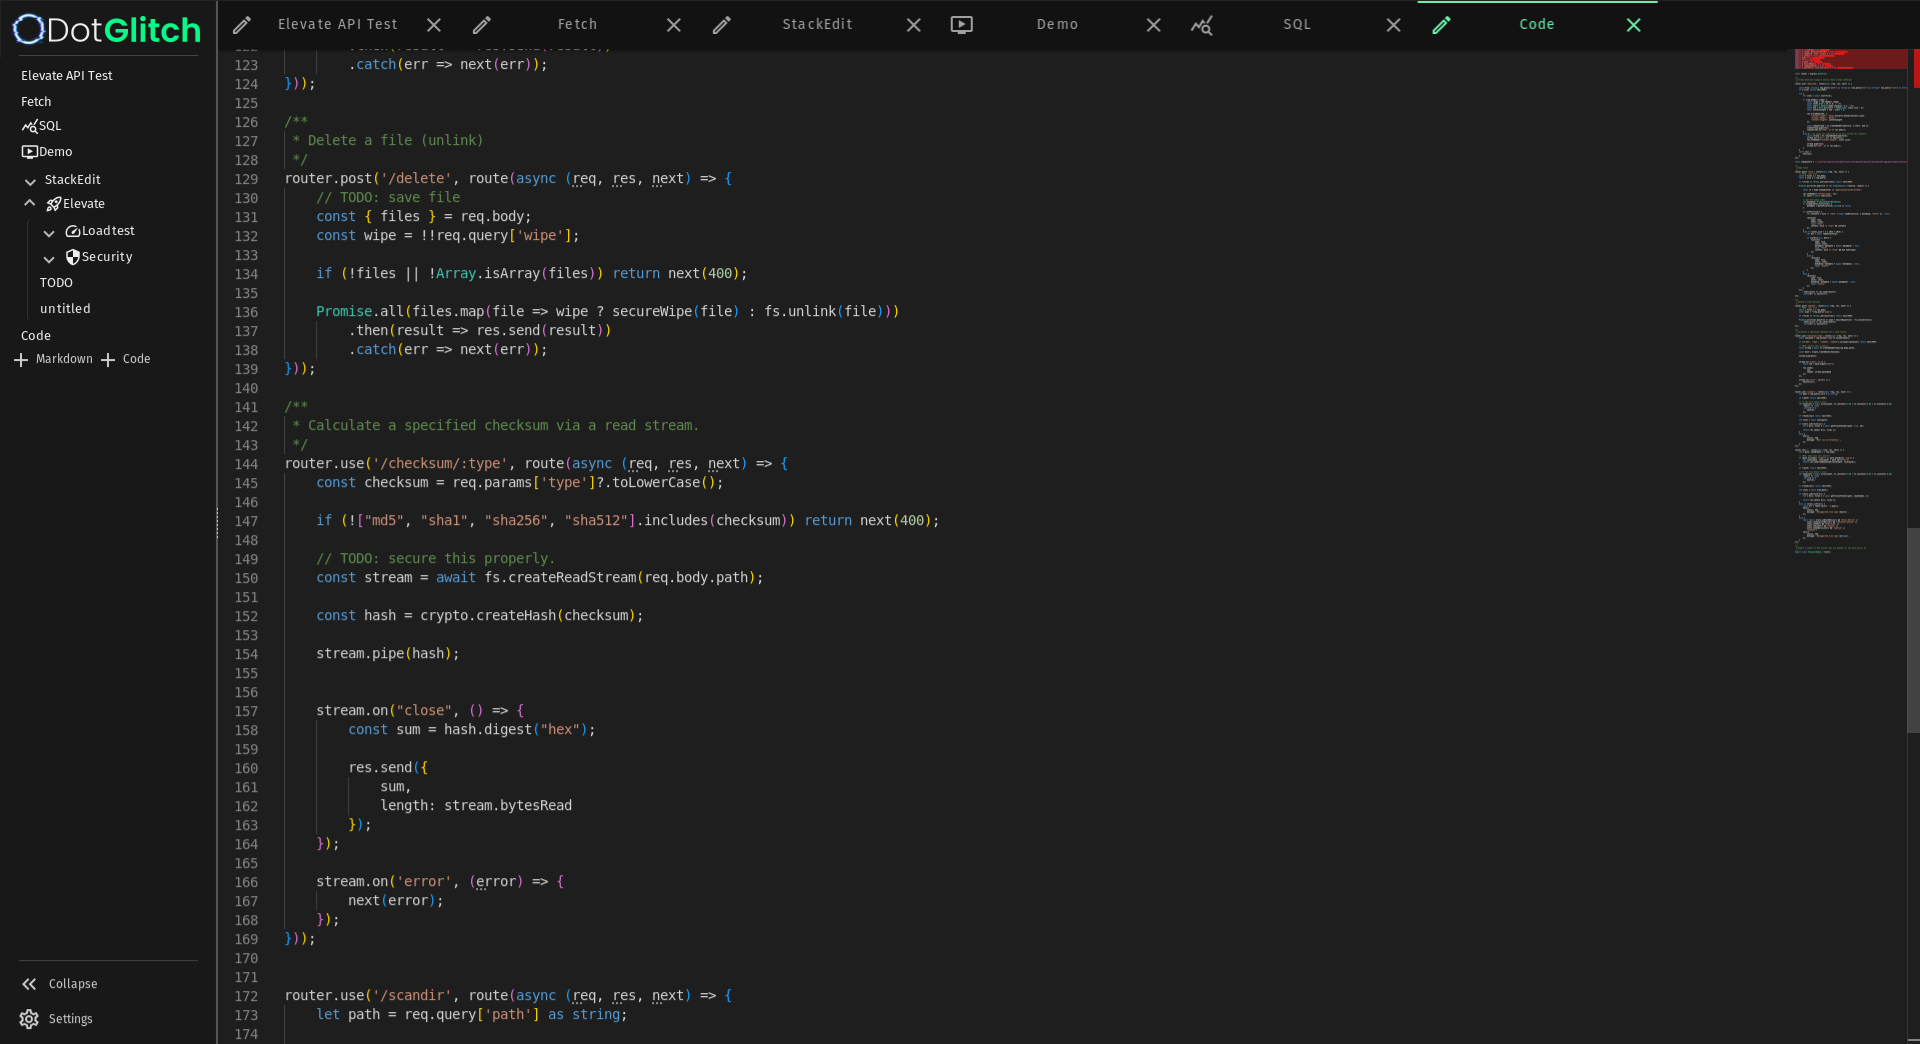 DotGlitch
Elevate API Test
Fetch
SQL
Demo
StackEdit
Elevate
Loadtest
Security
TODO
untitled
Code
Markdown Code
Collapse
Settings
Elevate API Test Fetch StackEdit Demo SQL Code
123 .catch(err => next(err));
124 }));
125
126 /**
127 * Delete a file (unlink)
128 */
129 router.post('/delete', route(async (req, res, next) => {
130 // TODO: save file
131 const { files } = req.body;
132 const wipe = !!req.query['wipe'];
133
134 if (!files || !Array.isArray(files)) return next(400);
135
136 Promise.all(files.map(file => wipe ? secureWipe(file) : fs.unlink(file)))
137 .then(result => res.send(result))
138 .catch(err => next(err));
139 }));
140
141 /**
142 * Calculate a specified checksum via a read stream.
143 */
144 router.use('/checksum/:type', route(async (req, res, next) => {
145 const checksum = req.params['type']?.toLowerCase();
146
147 if (!["md5", "sha1", "sha256", "sha512"].includes(checksum)) return next(400);
148
149 // TODO: secure this properly.
150 const stream = await fs.createReadStream(req.body.path);
151
152 const hash = crypto.createHash(checksum);
153
154 stream.pipe(hash);
155
156
157 stream.on("close", () => {
158 const sum = hash.digest("hex");
159
160 res.send({
161 sum,
162 length: stream.bytesRead
163 });
164 });
165
166 stream.on('error', (error) => {
167 next(error);
168 });
169 }));
170
171
172 router.use('/scandir', route(async (req, res, next) => {
173 let path = req.query['path'] as string;
174